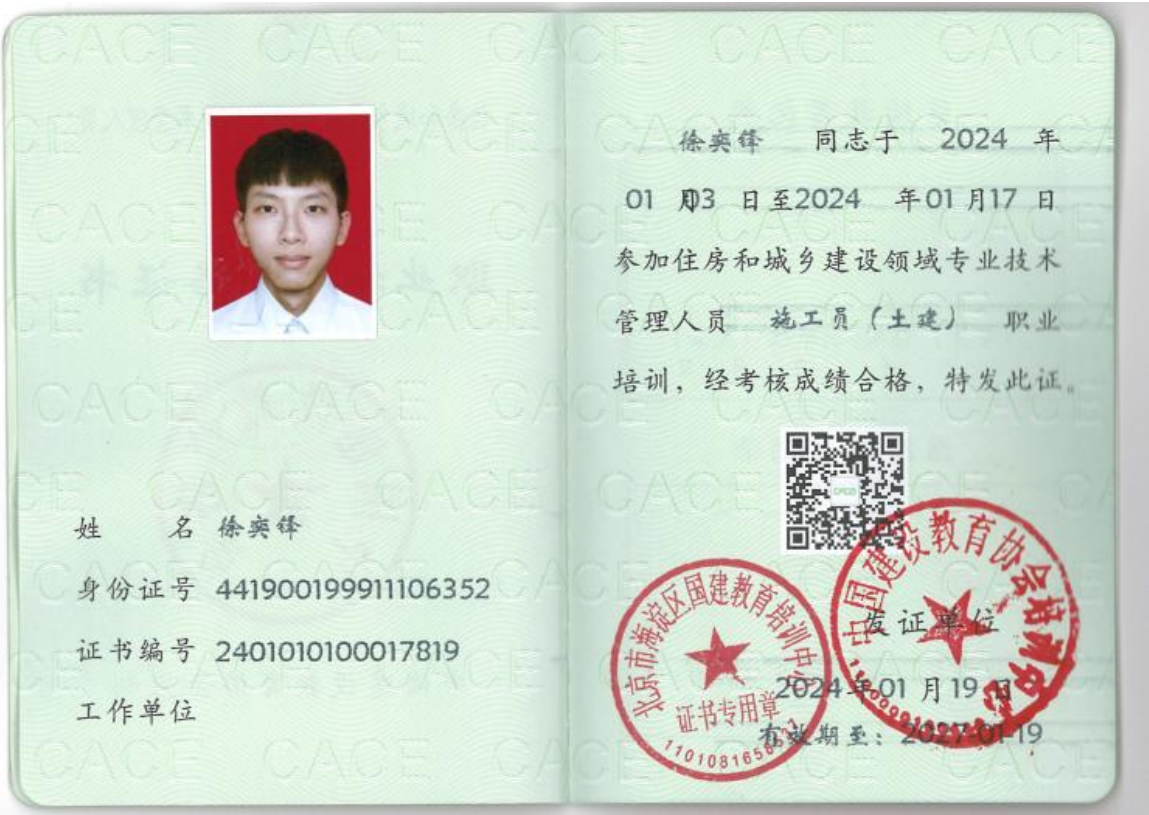 姓 名 徐奕锋
身份证号 441900199911106352
证书编号 2401010100017819
工作单位
徐奕锋 同志于 2024 年
01 月03 日至2024 年01月17 日
参加住房和城乡建设领域专业技术
管理人员 施工员（土建） 职业
培训，经考核成绩合格，特发此证。
中国建设教育协会培训中心
北京市海淀区国建教育培训中心
发证单位
证书专用章
2024年01月19日
有效期至：2027-01-19
CACE